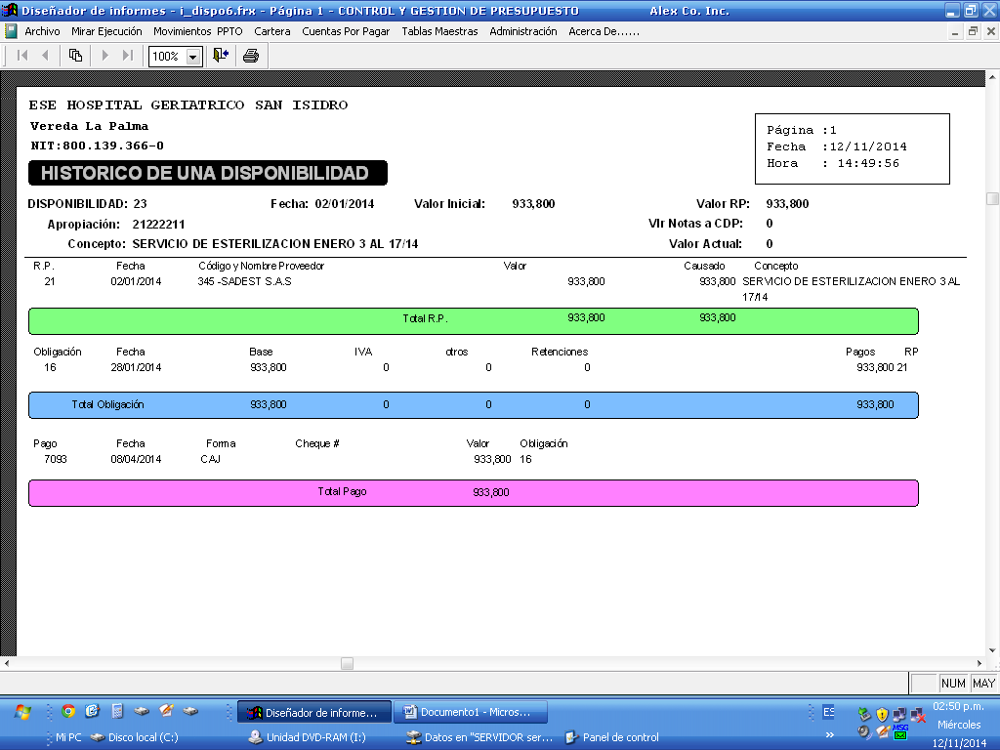 Diseñador de informes - i_dispo6.frx - Página 1 - CONTROL Y GESTION DE PRESUPUESTO Alex Co. Inc.
Archivo Mirar Ejecución Movimientos PPTO Cartera Cuentas Por Pagar Tablas Maestras Administración Acerca De......
100%
ESE HOSPITAL GERIATRICO SAN ISIDRO
Vereda La Palma
NIT:800.139.366-0
Página :1
Fecha :12/11/2014
Hora : 14:49:56
HISTORICO DE UNA DISPONIBILIDAD
DISPONIBILIDAD: 23 Fecha: 02/01/2014 Valor Inicial: 933,800 Valor RP: 933,800
Apropiación: 21222211 Vlr Notas a CDP: 0
Concepto: SERVICIO DE ESTERILIZACION ENERO 3 AL 17/14 Valor Actual: 0
R.P. Fecha Código y Nombre Proveedor Valor Causado Concepto
21 02/01/2014 345 -SADEST S.A.S 933,800 933,800 SERVICIO DE ESTERILIZACION ENERO 3 AL
17/14
Total R.P. 933,800 933,800
Obligación Fecha Base IVA otros Retenciones Pagos RP
16 28/01/2014 933,800 0 0 0 933,800 21
Total Obligación 933,800 0 0 0 933,800
Pago Fecha Forma Cheque # Valor Obligación
7093 08/04/2014 CAJ 933,800 16
Total Pago 933,800
NUM MAY
Diseñador de informe... Documento1 - Micros... ES 02:50 p.m.
Miércoles
Mi PC Disco local (C:) Unidad DVD-RAM (I:) Datos en "SERVIDOR ser... Panel de control MSG
12/11/2014